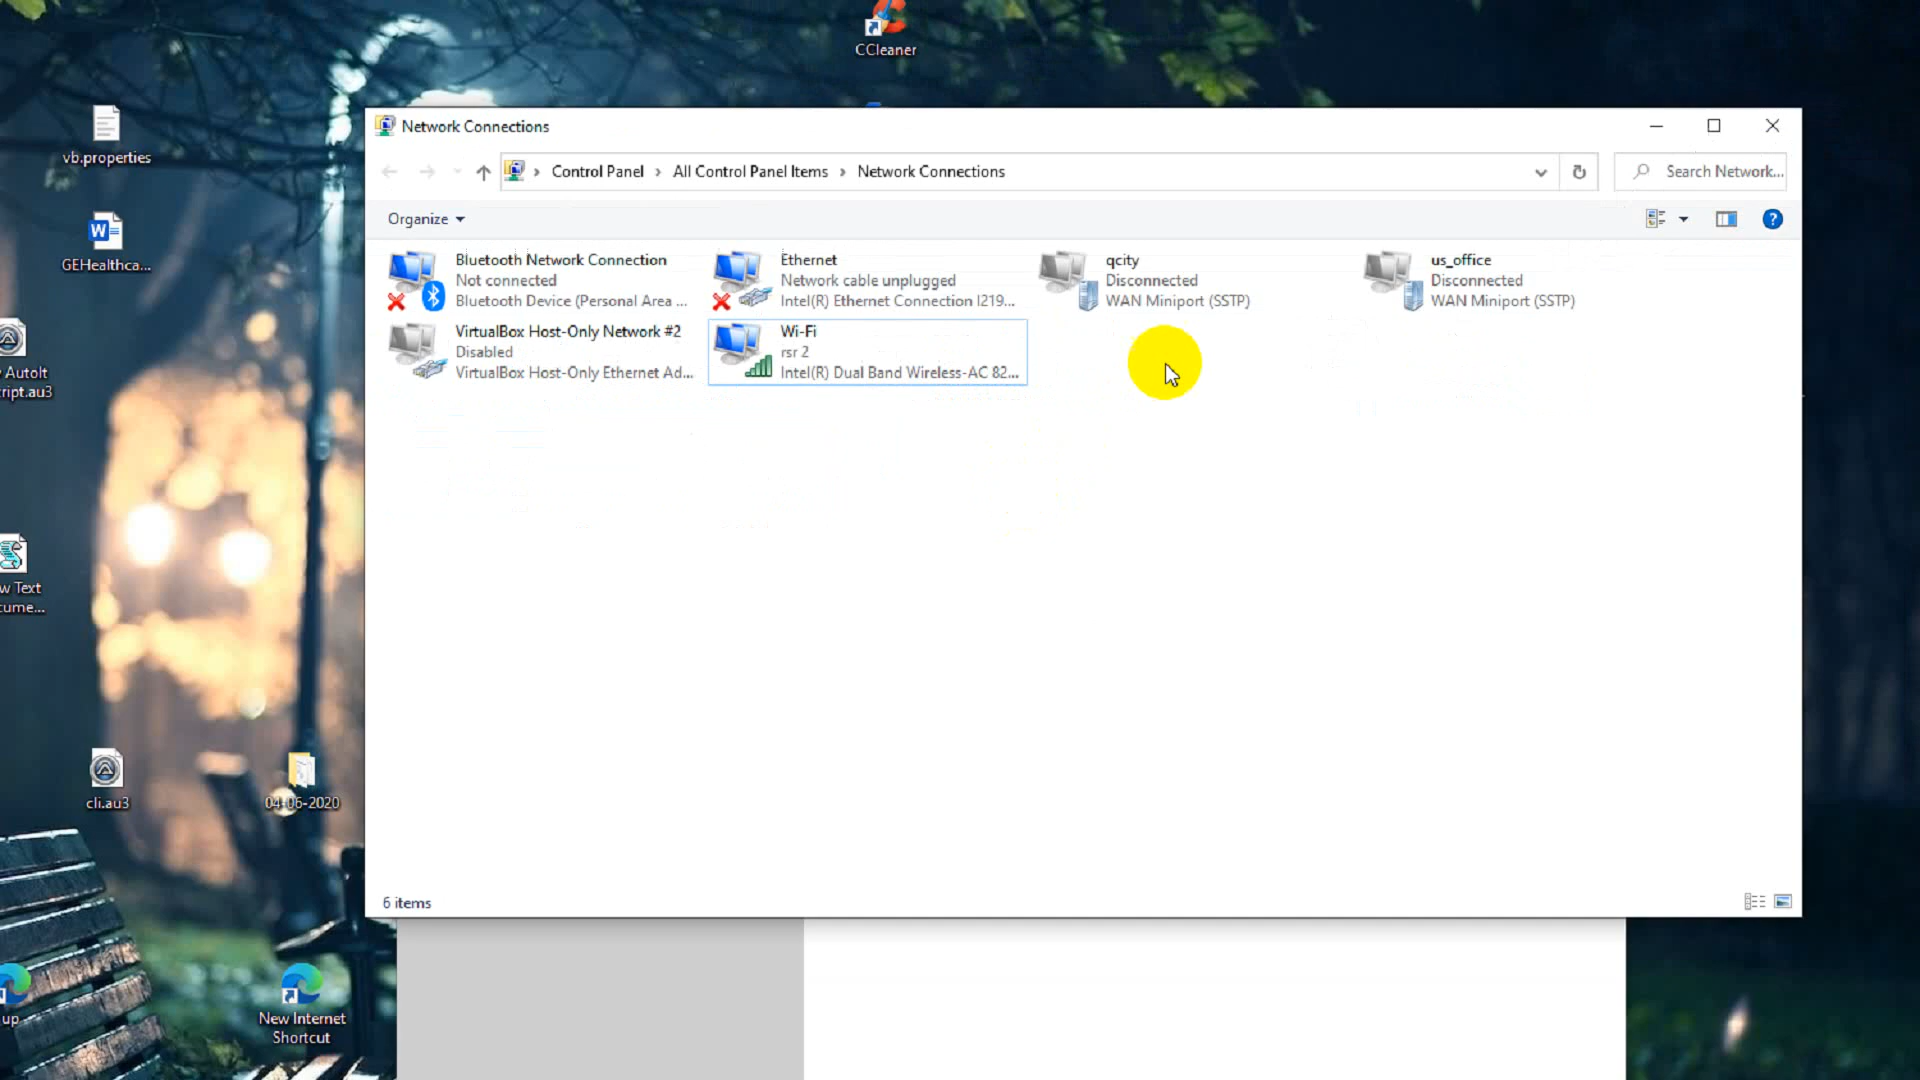 CCleaner
vb.properties
GEHealthca...
AutoIt
ript.au3
w Text
cume...
cli.au3
04-06-2020
up
New Internet
Shortcut
Network Connections
Control Panel > All Control Panel Items > Network Connections
Search Network...
Organize
Bluetooth Network Connection
Not connected
Bluetooth Device (Personal Area ...
Ethernet
Network cable unplugged
Intel(R) Ethernet Connection I219...
qcity
Disconnected
WAN Miniport (SSTP)
us_office
Disconnected
WAN Miniport (SSTP)
VirtualBox Host-Only Network #2
Disabled
VirtualBox Host-Only Ethernet Ad...
Wi-Fi
rsr 2
Intel(R) Dual Band Wireless-AC 82...
6 items